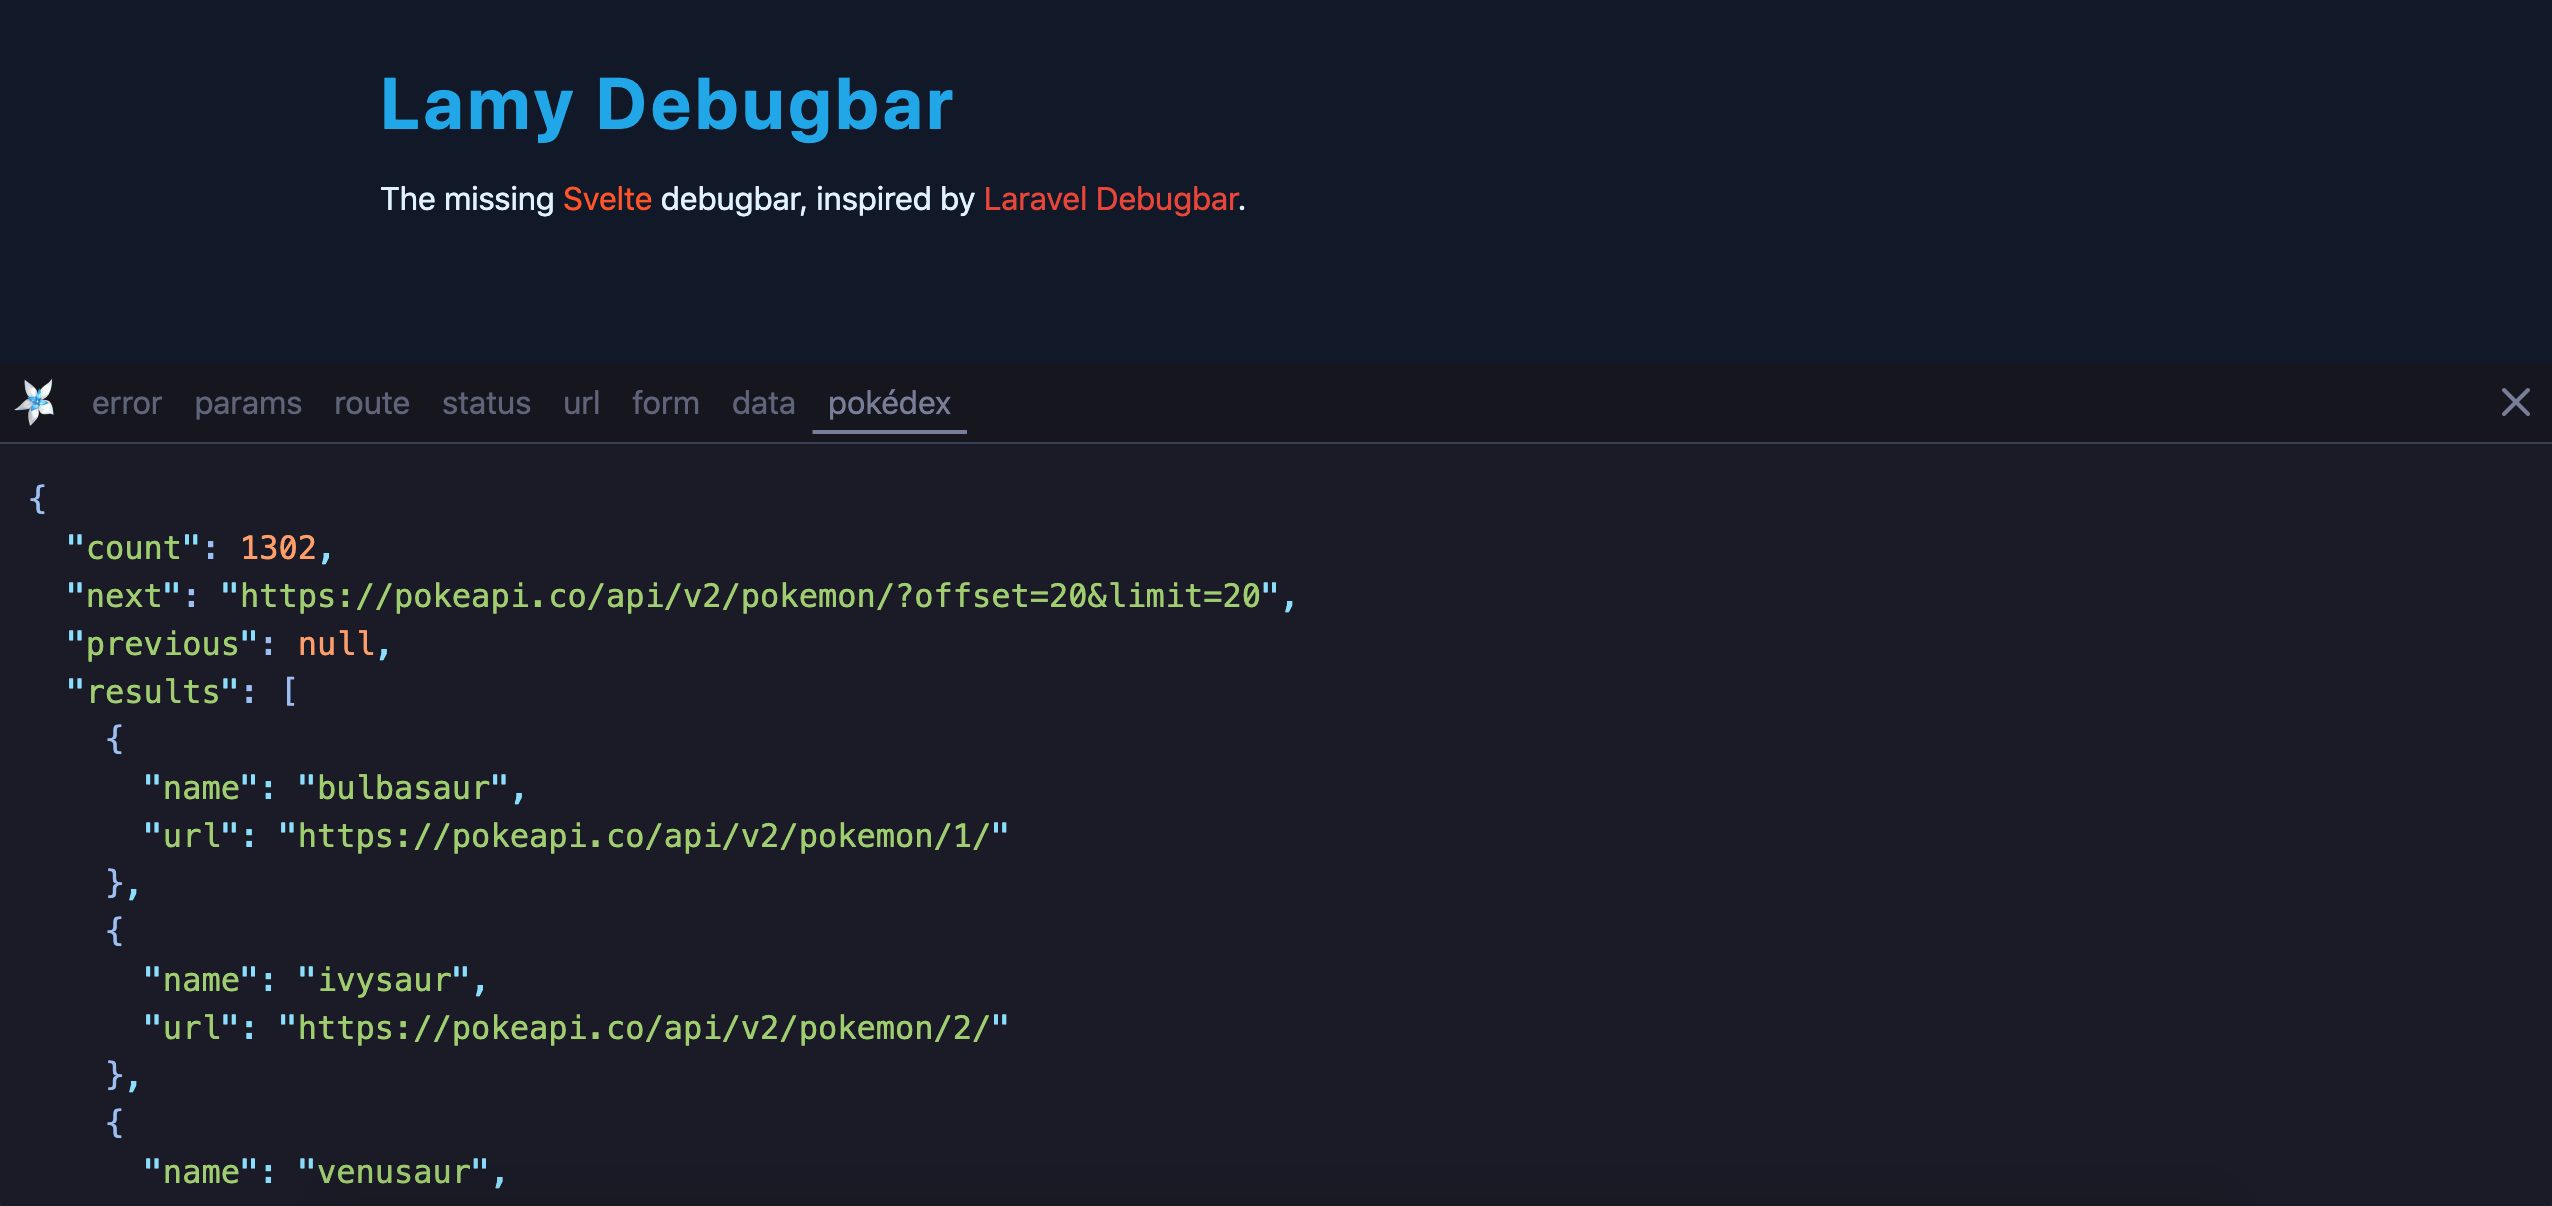 Lamy Debugbar
The missing Svelte debugbar, inspired by Laravel Debugbar.
error params route status url form data pokédex
{
  "count": 1302,
  "next": "https://pokeapi.co/api/v2/pokemon/?offset=20&limit=20",
  "previous": null,
  "results": [
    {
      "name": "bulbasaur",
      "url": "https://pokeapi.co/api/v2/pokemon/1/"
    },
    {
      "name": "ivysaur",
      "url": "https://pokeapi.co/api/v2/pokemon/2/"
    },
    {
      "name": "venusaur",